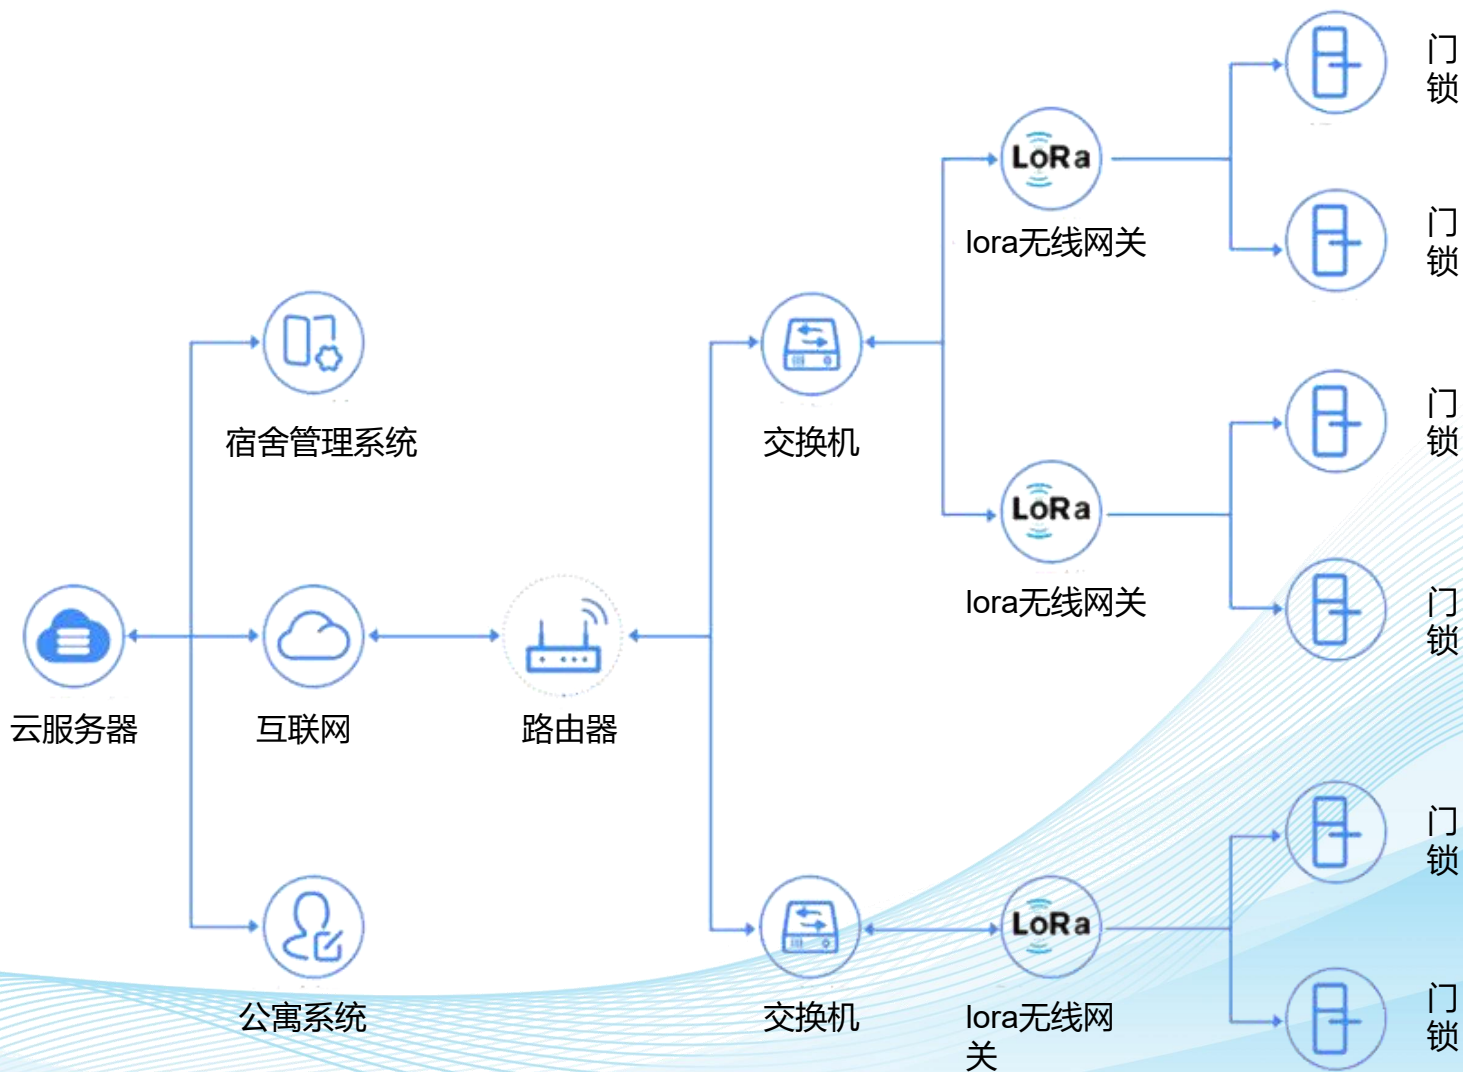 门
锁
LoRa
lora无线网关
门
锁
宿舍管理系统
交换机
门
锁
LoRa
lora无线网关
门
锁
云服务器
互联网
路由器
门
锁
LoRa
公寓系统
交换机
lora无线网
关
门
锁